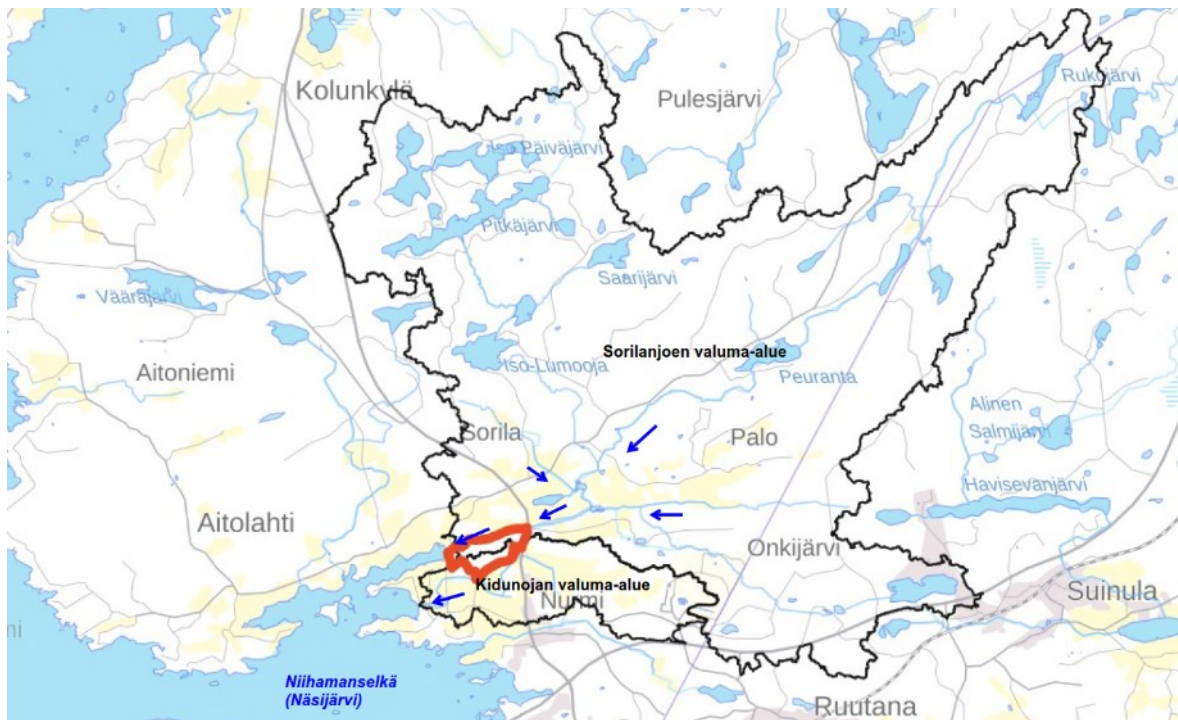 Kolunkylä
Pulesjärvi
Rukojärvi
Iso Päiväjärvi
Pitkäjärvi
Saarijärvi
Vääräjärvi
Sorilanjoen valuma-alue
Iso-Lumooja
Aitoniemi
Peuranta
Alinen
Salmijärvi
Sorila
Palo
Havisevanjärvi
Aitolahti
Onkijärvi
Kidunojan valuma-alue
Nurmi
Suinula
Niihamanselkä
(Näsijärvi)
Ruutana